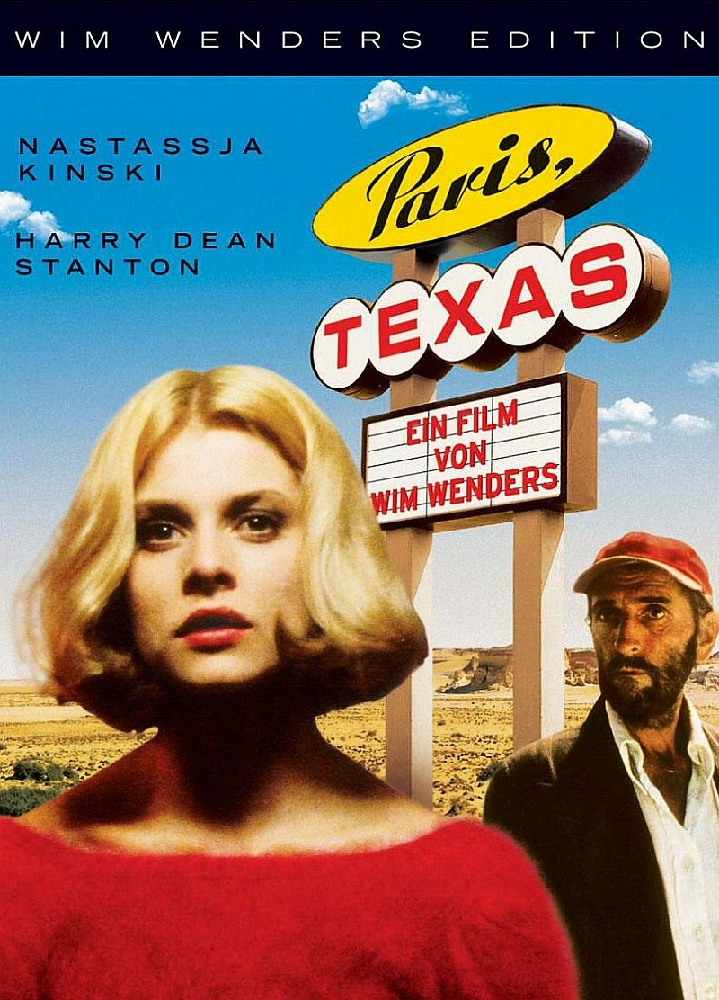 WIM WENDERS EDITION
NASTASSJA
KINSKI
HARRY DEAN
STANTON
Paris,
TEXAS
EIN FILM
VON
WIM WENDERS